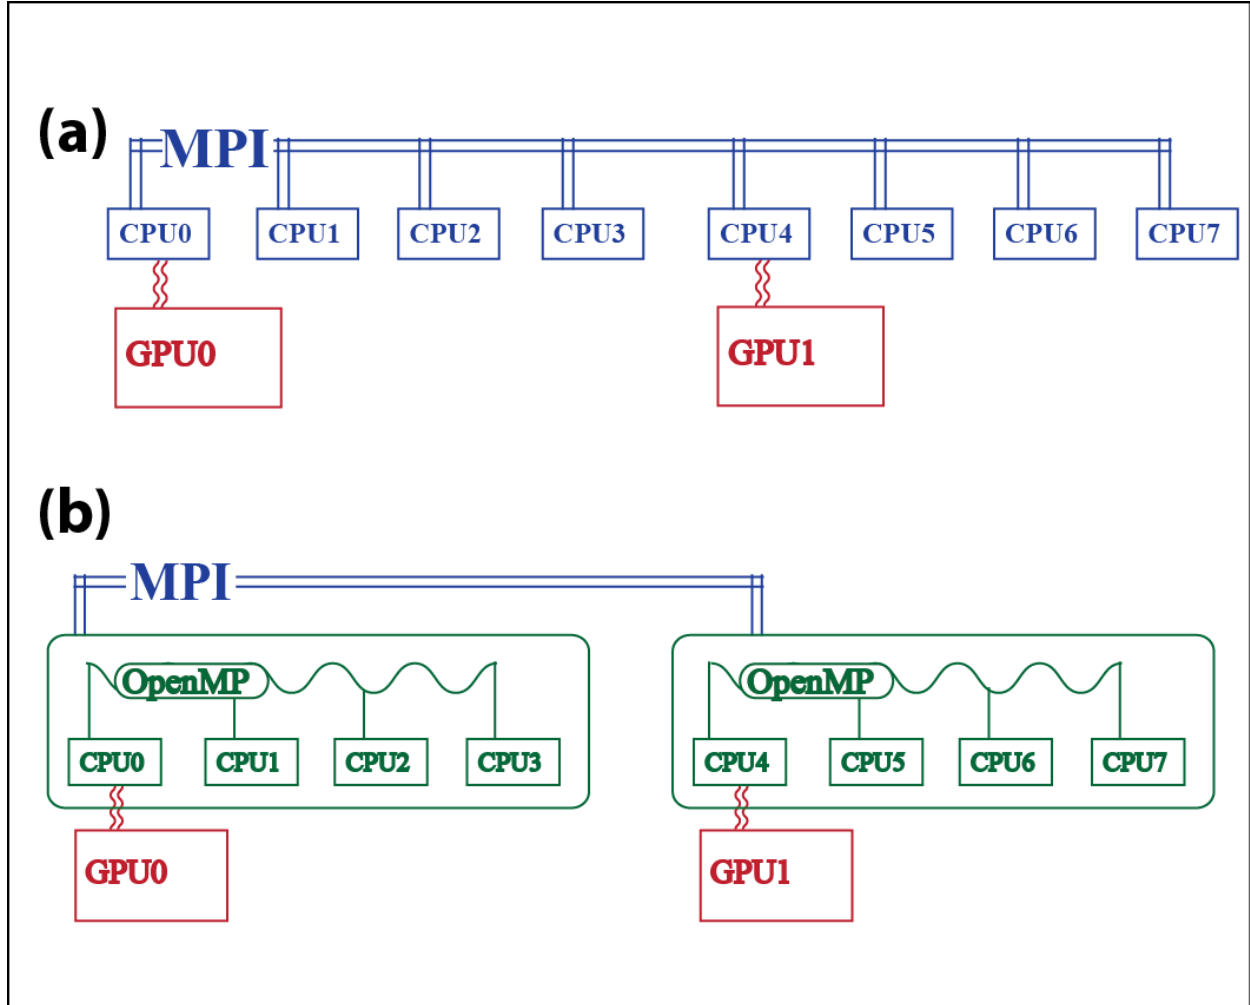 (a)
MPI
CPU0 CPU1 CPU2 CPU3 CPU4 CPU5 CPU6 CPU7
GPU0 GPU1
(b)
MPI
OpenMP OpenMP
CPU0 CPU1 CPU2 CPU3 CPU4 CPU5 CPU6 CPU7
GPU0 GPU1